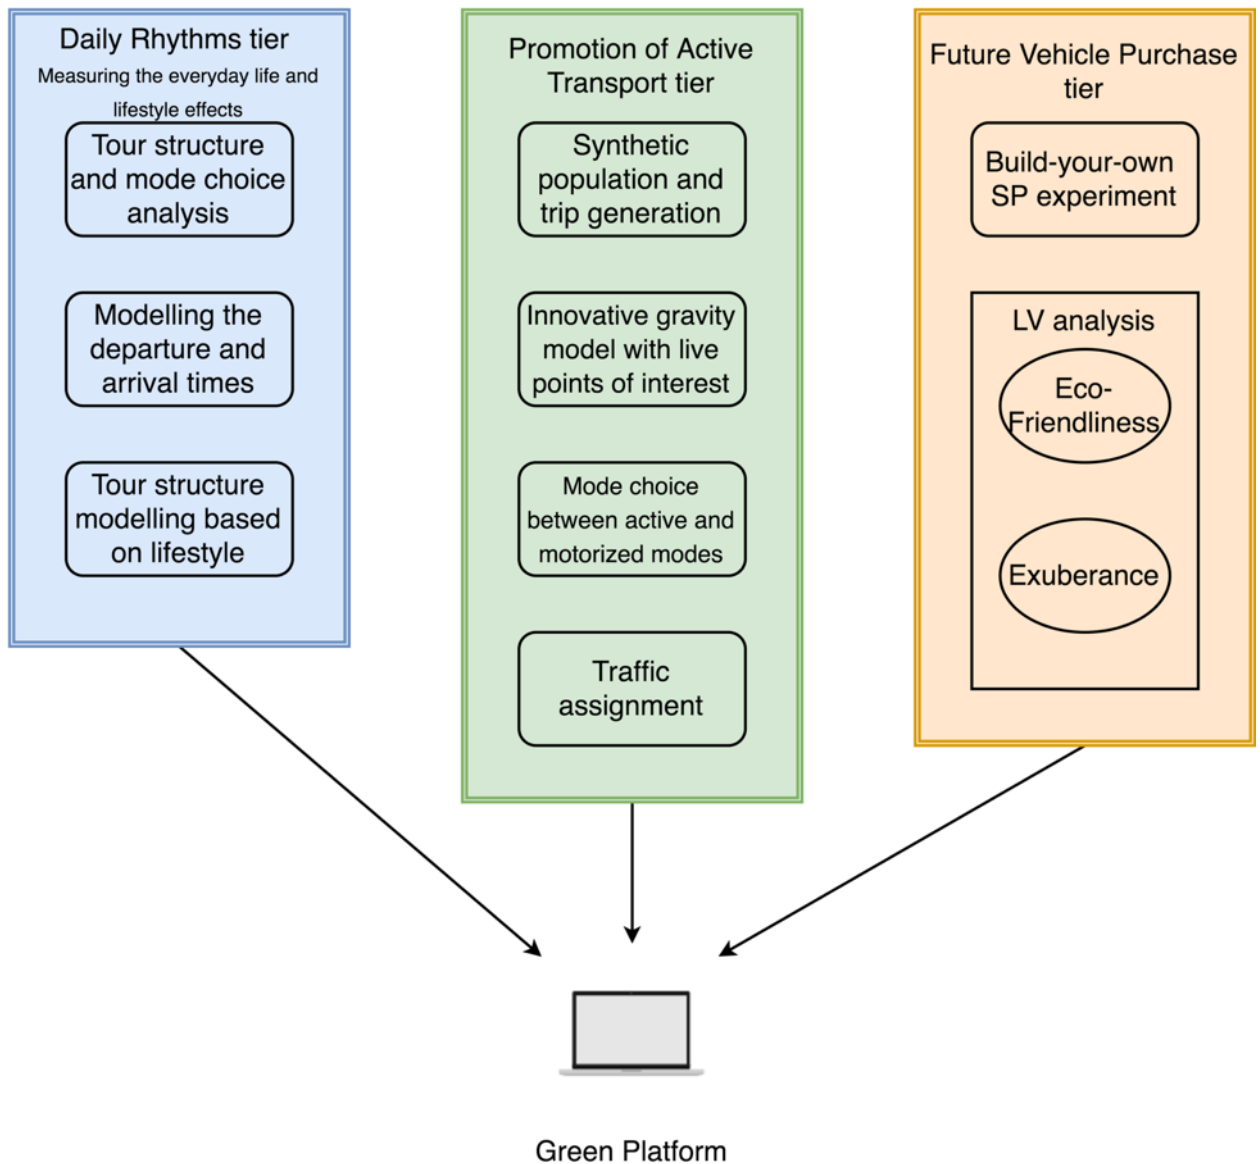 Daily Rhythms tier
Measuring the everyday life and
lifestyle effects
Tour structure
and mode choice
analysis
Modelling the
departure and
arrival times
Tour structure
modelling based
on lifestyle
Promotion of Active
Transport tier
Synthetic
population and
trip generation
Innovative gravity
model with live
points of interest
Mode choice
between active and
motorized modes
Traffic
assignment
Future Vehicle Purchase
tier
Build-your-own
SP experiment
LV analysis
Eco-
Friendliness
Exuberance
Green Platform